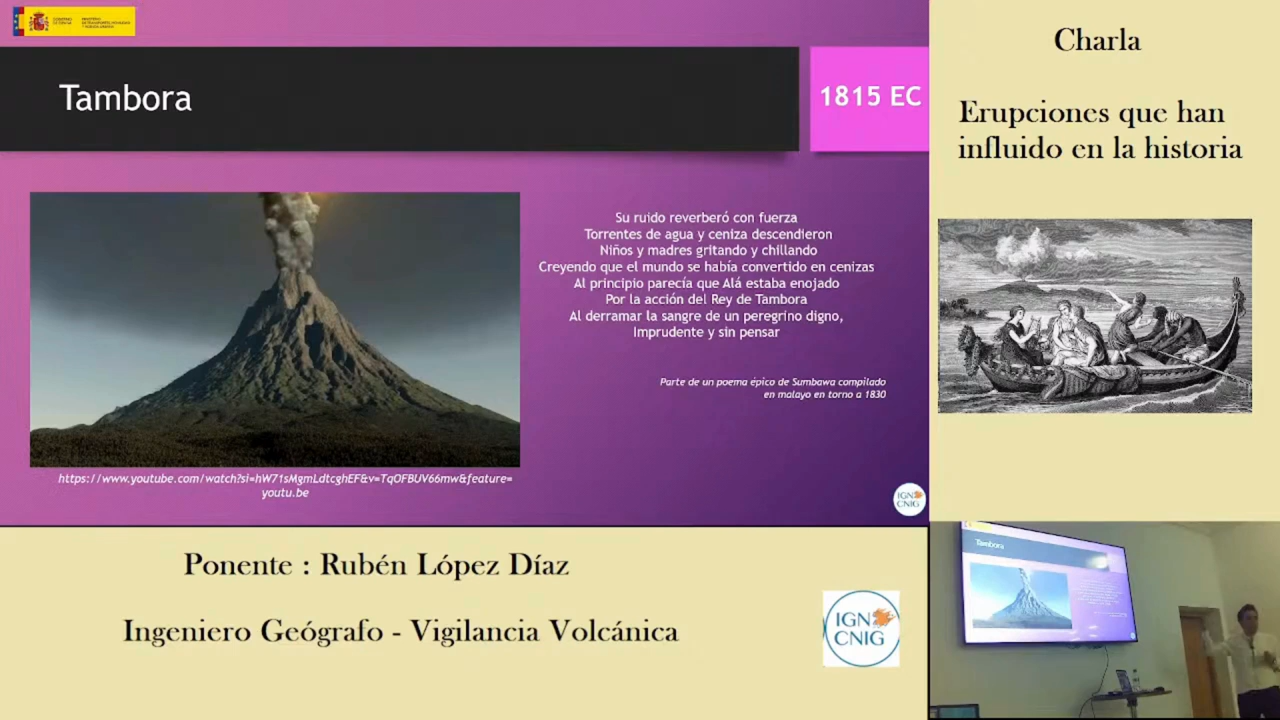 GOBIERNO
DE ESPAÑA
MINISTERIO
Tambora
1815 EC
Su ruido reverberó con fuerza
Torrentes de agua y ceniza descendieron
Niños y madres gritando y chillando
Creyendo que el mundo se había convertido en cenizas
Al principio parecía que Alá estaba enojado
Por la acción del Rey de Tambora
Al derramar la sangre de un peregrino digno,
Imprudente y sin pensar
Parte de un poema épico de Sumbawa compilado
en malayo en torno a 1830
https://www.youtube.com/watch?si=hW71sMgmLdtcghEF&v=TqOFBUV66mw&feature=
youtu.be
IGN
CNIG
Charla
Erupciones que han
influido en la historia
Ponente : Rubén López Díaz
Ingeniero Geógrafo - Vigilancia Volcánica
IGN
CNIG
Tambora